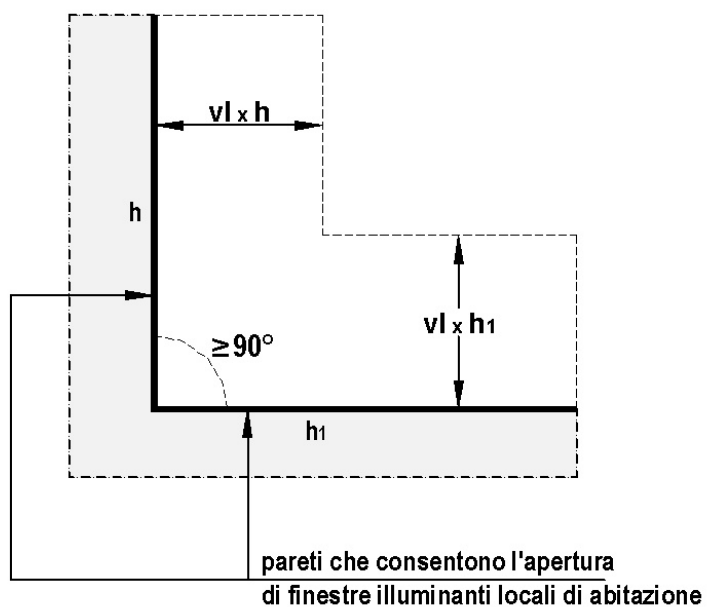 vl x h
h
vl x h1
≥90°
h1
pareti che consentono l'apertura
di finestre illuminanti locali di abitazione